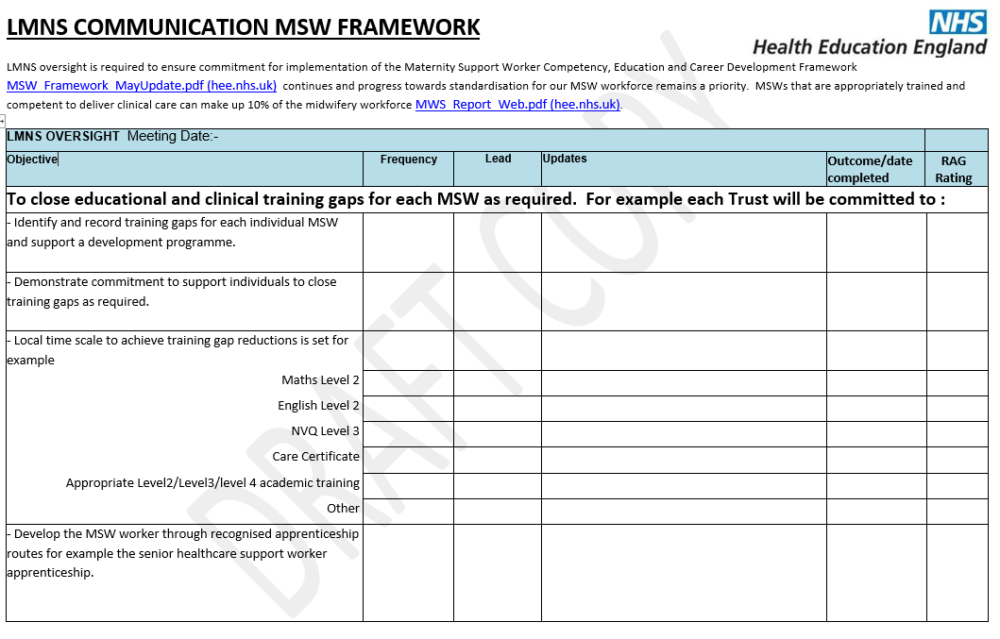 LMNS COMMUNICATION MSW FRAMEWORK
NHS
Health Education England
LMNS oversight is required to ensure commitment for implementation of the Maternity Support Worker Competency, Education and Career Development Framework
MSW_Framework_MayUpdate.pdf (hee.nhs.uk) continues and progress towards standardisation for our MSW workforce remains a priority. MSWs that are appropriately trained and
competent to deliver clinical care can make up 10% of the midwifery workforce MWS_Report_Web.pdf (hee.nhs.uk).
LMNS OVERSIGHT Meeting Date:-
Objective Frequency Lead Updates Outcome/date RAG
completed Rating
To close educational and clinical training gaps for each MSW as required. For example each Trust will be committed to :
- Identify and record training gaps for each individual MSW
and support a development programme.
- Demonstrate commitment to support individuals to close
training gaps as required.
- Local time scale to achieve training gap reductions is set for
example
Maths Level 2
English Level 2
NVQ Level 3
Care Certificate
Appropriate Level2/Level3/level 4 academic training
Other
- Develop the MSW worker through recognised apprenticeship
routes for example the senior healthcare support worker
apprenticeship.
DRAFT COPY